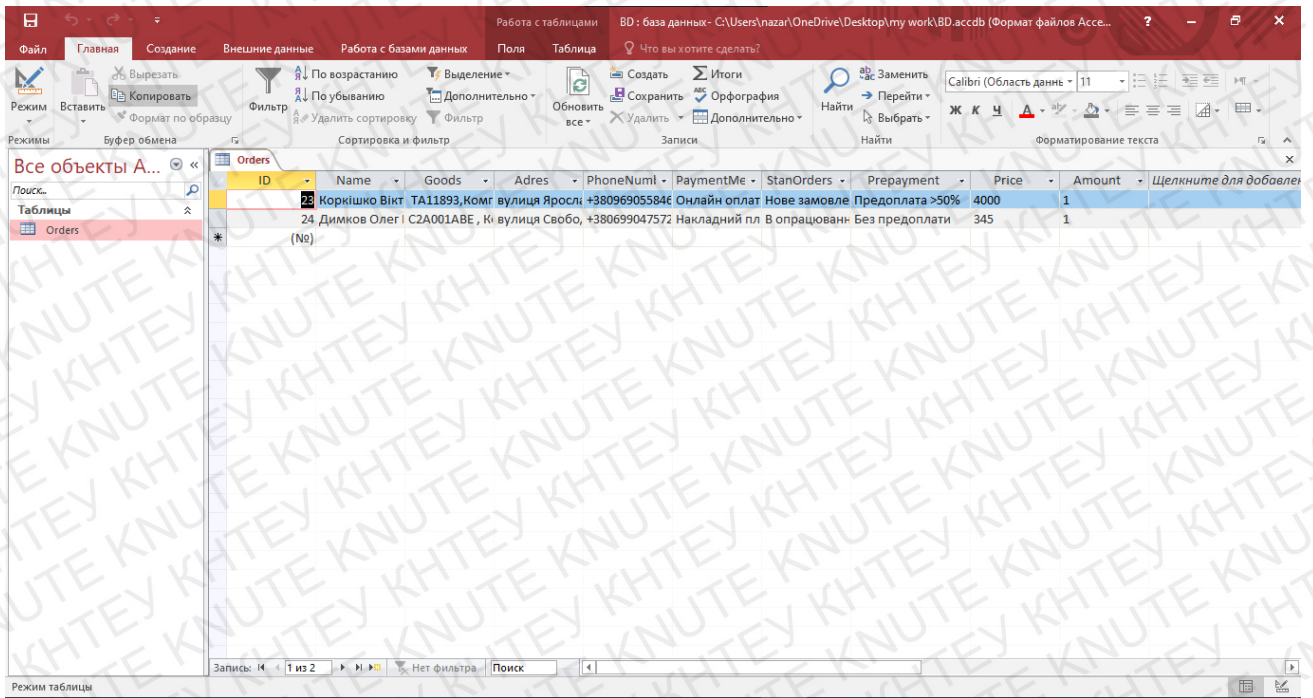 Работа с таблицами BD : база данных- C:\Users\nazar\OneDrive\Desktop\my work\BD.accdb (Формат файлов Acce... ?
Файл Главная Создание Внешние данные Работа с базами данных Поля Таблица Что вы хотите сделать?
Режим Вставить Вырезать Копировать Формат по образцу
Буфер обмена
Режимы
Фильтр По возрастанию По убыванию Удалить сортировку Выделение Дополнительно Фильтр
Сортировка и фильтр
Обновить все Создать Сохранить Удалить Итоги Орфография Дополнительно
Записи
Найти Заменить Перейти Выбрать
Найти
Calibri (Область даннь 11
Ж К Ч А
Форматирование текста
Все объекты A... «
Поиск...
Таблицы
Orders
Orders
ID Name Goods Adres PhoneNuml PaymentMe StanOrders Prepayment Price Amount Щелкните для добавлен
23 Коркішко Вікт TA11893,Комг вулиця Яросла +380969055846 Онлайн оплат Нове замовле Предоплата >50% 4000 1
24 Димков Олег C2A001ABE , Ко вулиця Свобо, +380699047572 Накладний пл В опрацюванн Без предоплати 345 1
* (№)
Запись: 1 из 2 Нет фильтра Поиск
Режим таблицы
KNUTE KHTEY